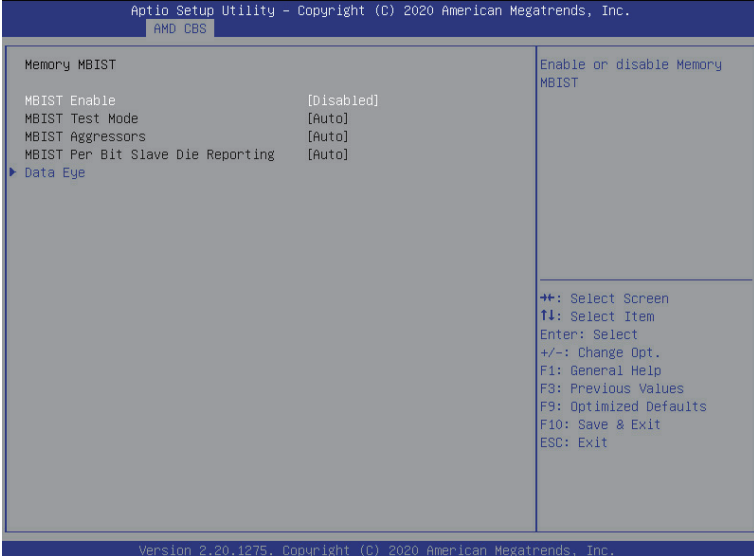 Aptio Setup Utility – Copyright (C) 2020 American Megatrends, Inc.
AMD CBS
Memory MBIST
MBIST Enable [Disabled]
MBIST Test Mode [Auto]
MBIST Aggressors [Auto]
MBIST Per Bit Slave Die Reporting [Auto]
Data Eye
Enable or disable Memory
MBIST
→←: Select Screen
↑↓: Select Item
Enter: Select
+/-: Change Opt.
F1: General Help
F3: Previous Values
F9: Optimized Defaults
F10: Save & Exit
ESC: Exit
Version 2.20.1275. Copyright (C) 2020 American Megatrends, Inc.